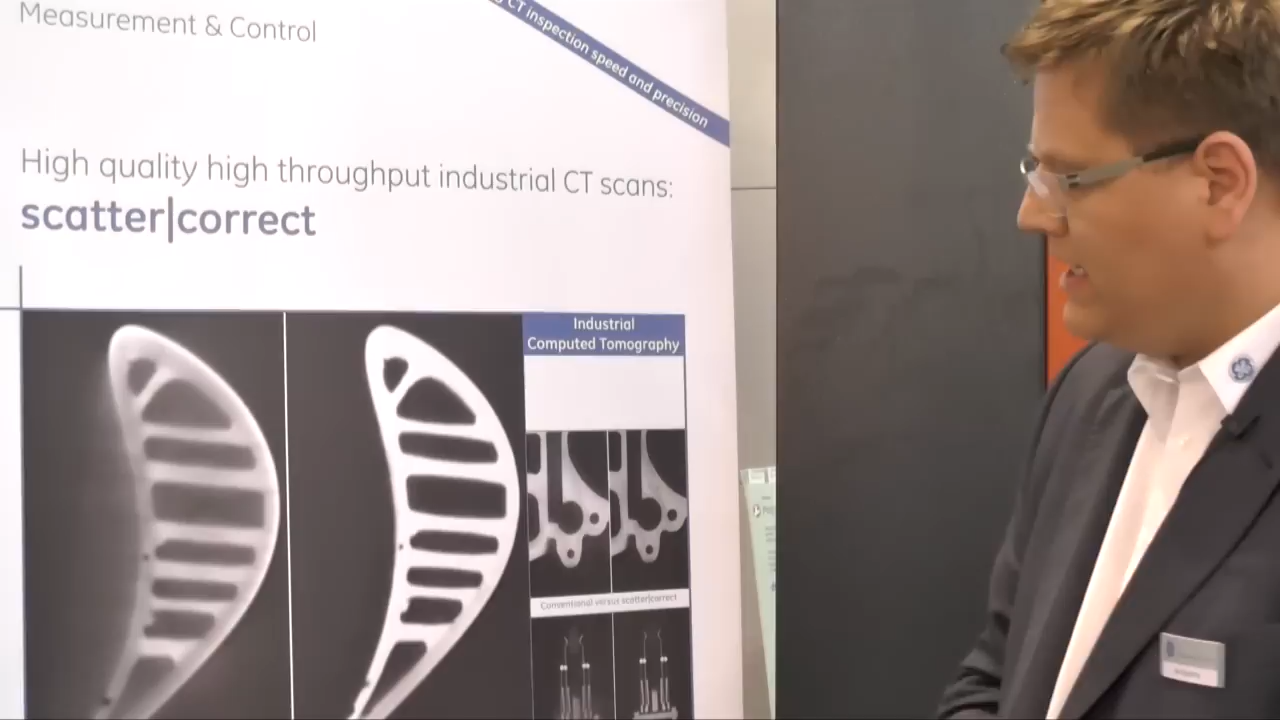 Measurement & Control
CT inspection speed and precision
High quality high throughput industrial CT scans:
scatter|correct
Industrial
Computed Tomography
Conventional versus scatter|correct